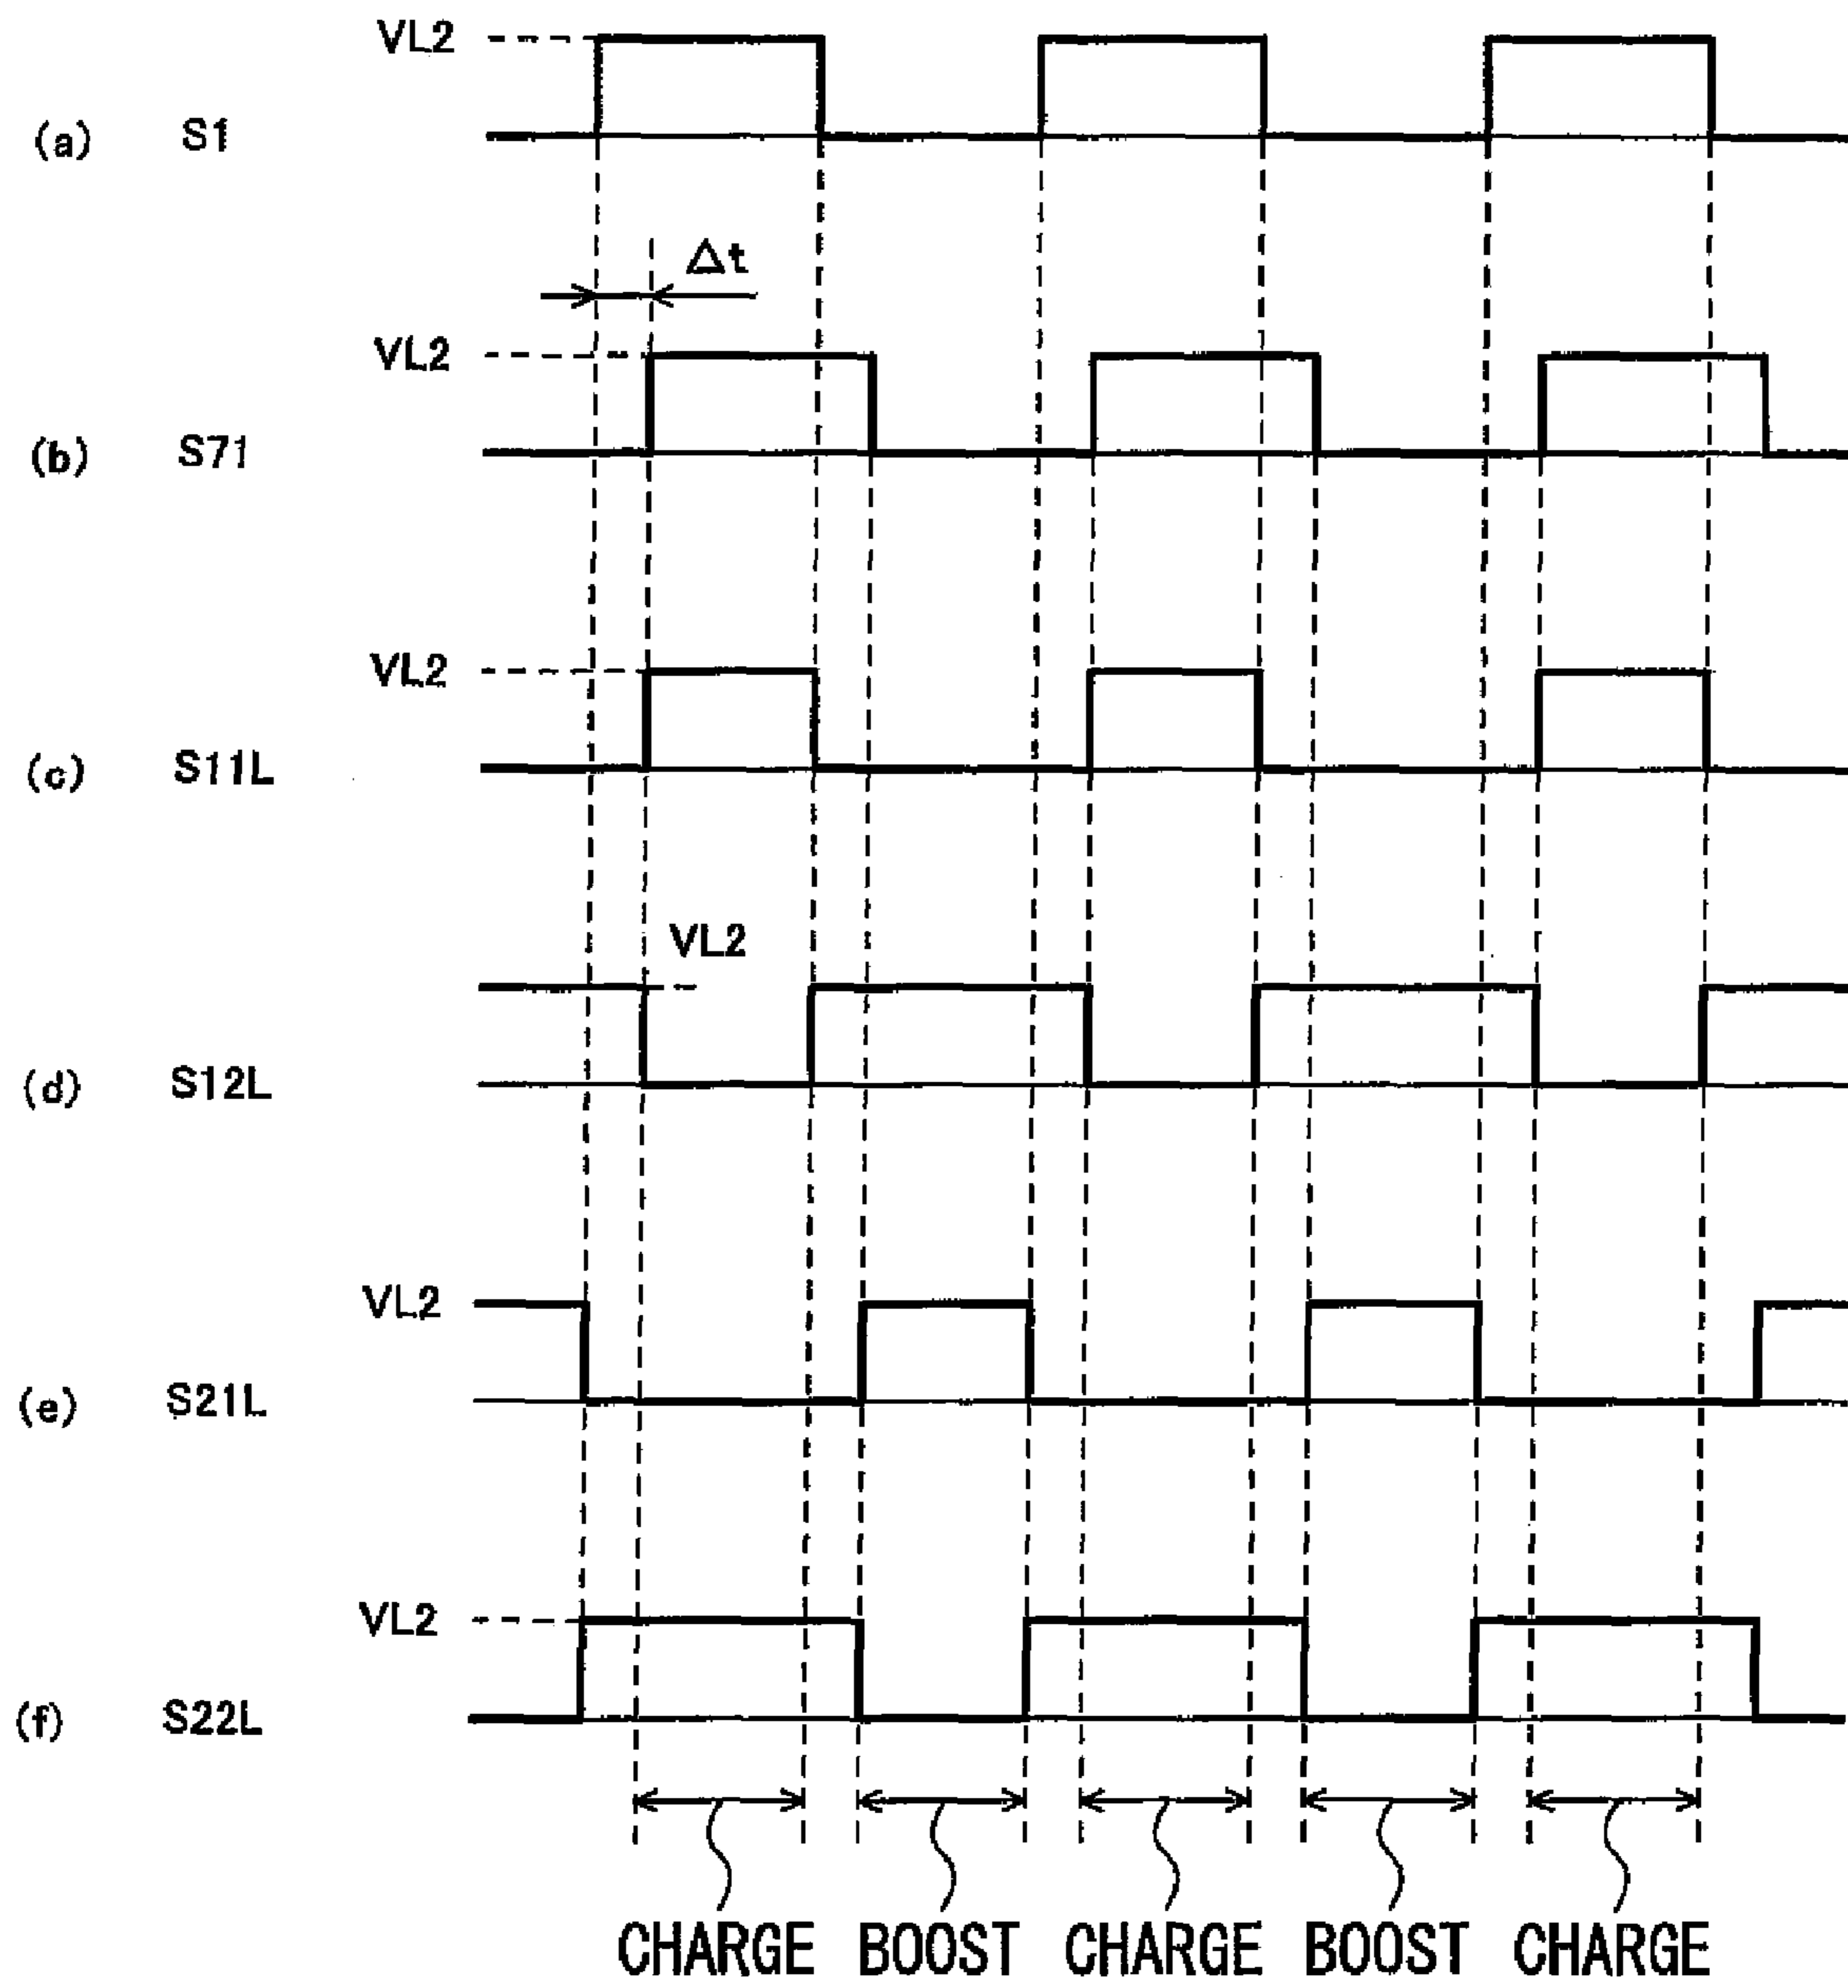 VL2
(a) S1
Δt
VL2
(b) S71
VL2
(c) S11L
VL2
(d) S12L
VL2
(e) S21L
VL2
(f) S22L
CHARGE BOOST CHARGE BOOST CHARGE